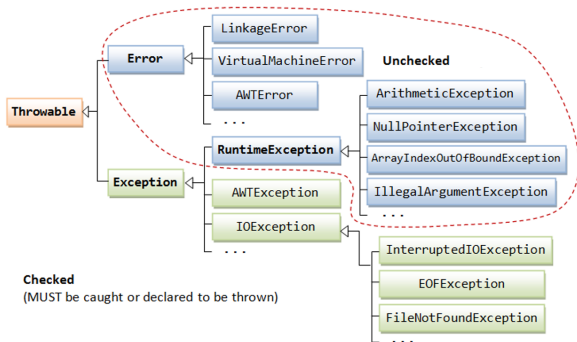 LinkageError
Error
VirtualMachineError
Unchecked
AWTError
ArithmeticException
Throwable
...
NullPointerException
RuntimeException
ArrayIndexOutOfBoundException
Exception
AWTException
IllegalArgumentException
IOException
...
...
InterruptedIOException
Checked
(MUST be caught or declared to be thrown)
EOFException
FileNotFoundException
...